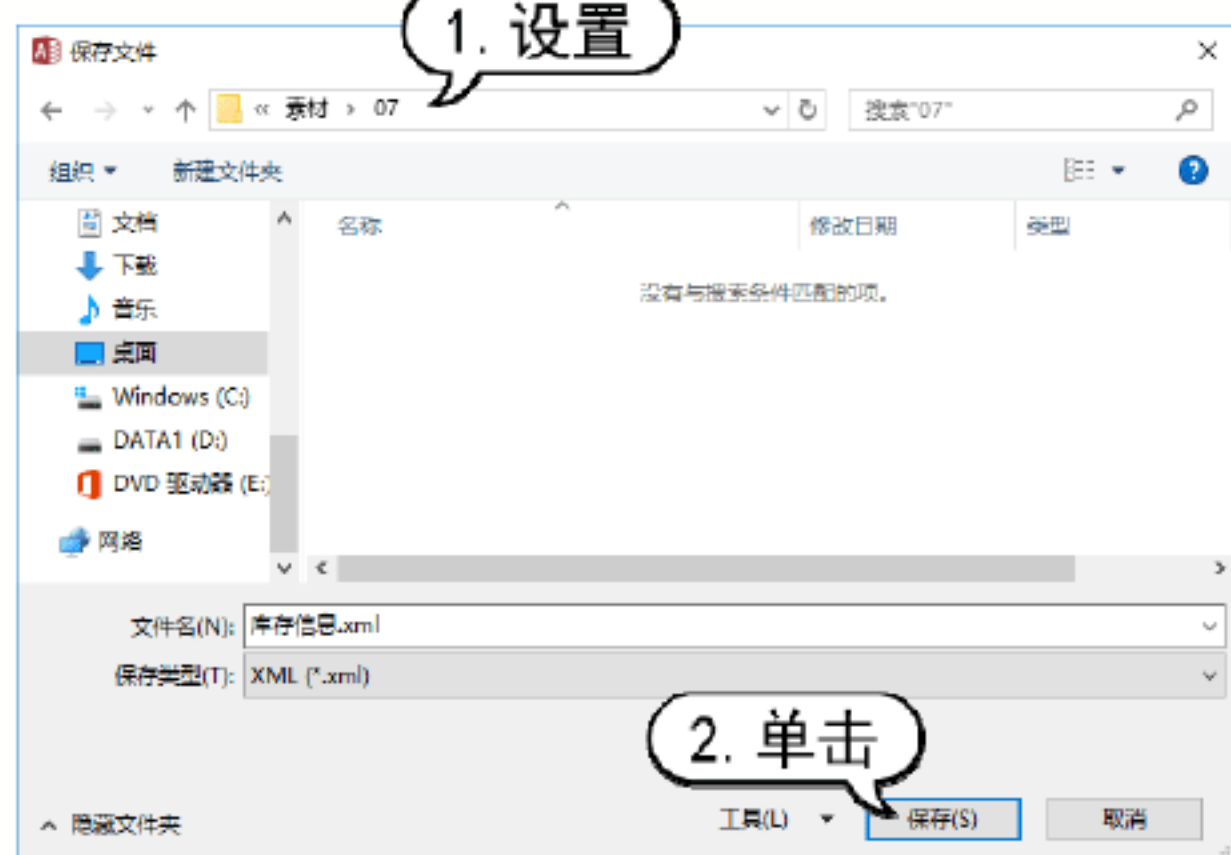 1. 设置
保存文件
« 素材 › 07
搜索"07"
组织
新建文件夹
名称
修改日期
类型
文档
下载
音乐
桌面
Windows (C:)
DATA1 (D:)
DVD 驱动器 (E:)
网络
没有与搜索条件匹配的项。
文件名(N): 库存信息.xml
保存类型(T): XML (*.xml)
2. 单击
隐藏文件夹
工具(L)
保存(S)
取消